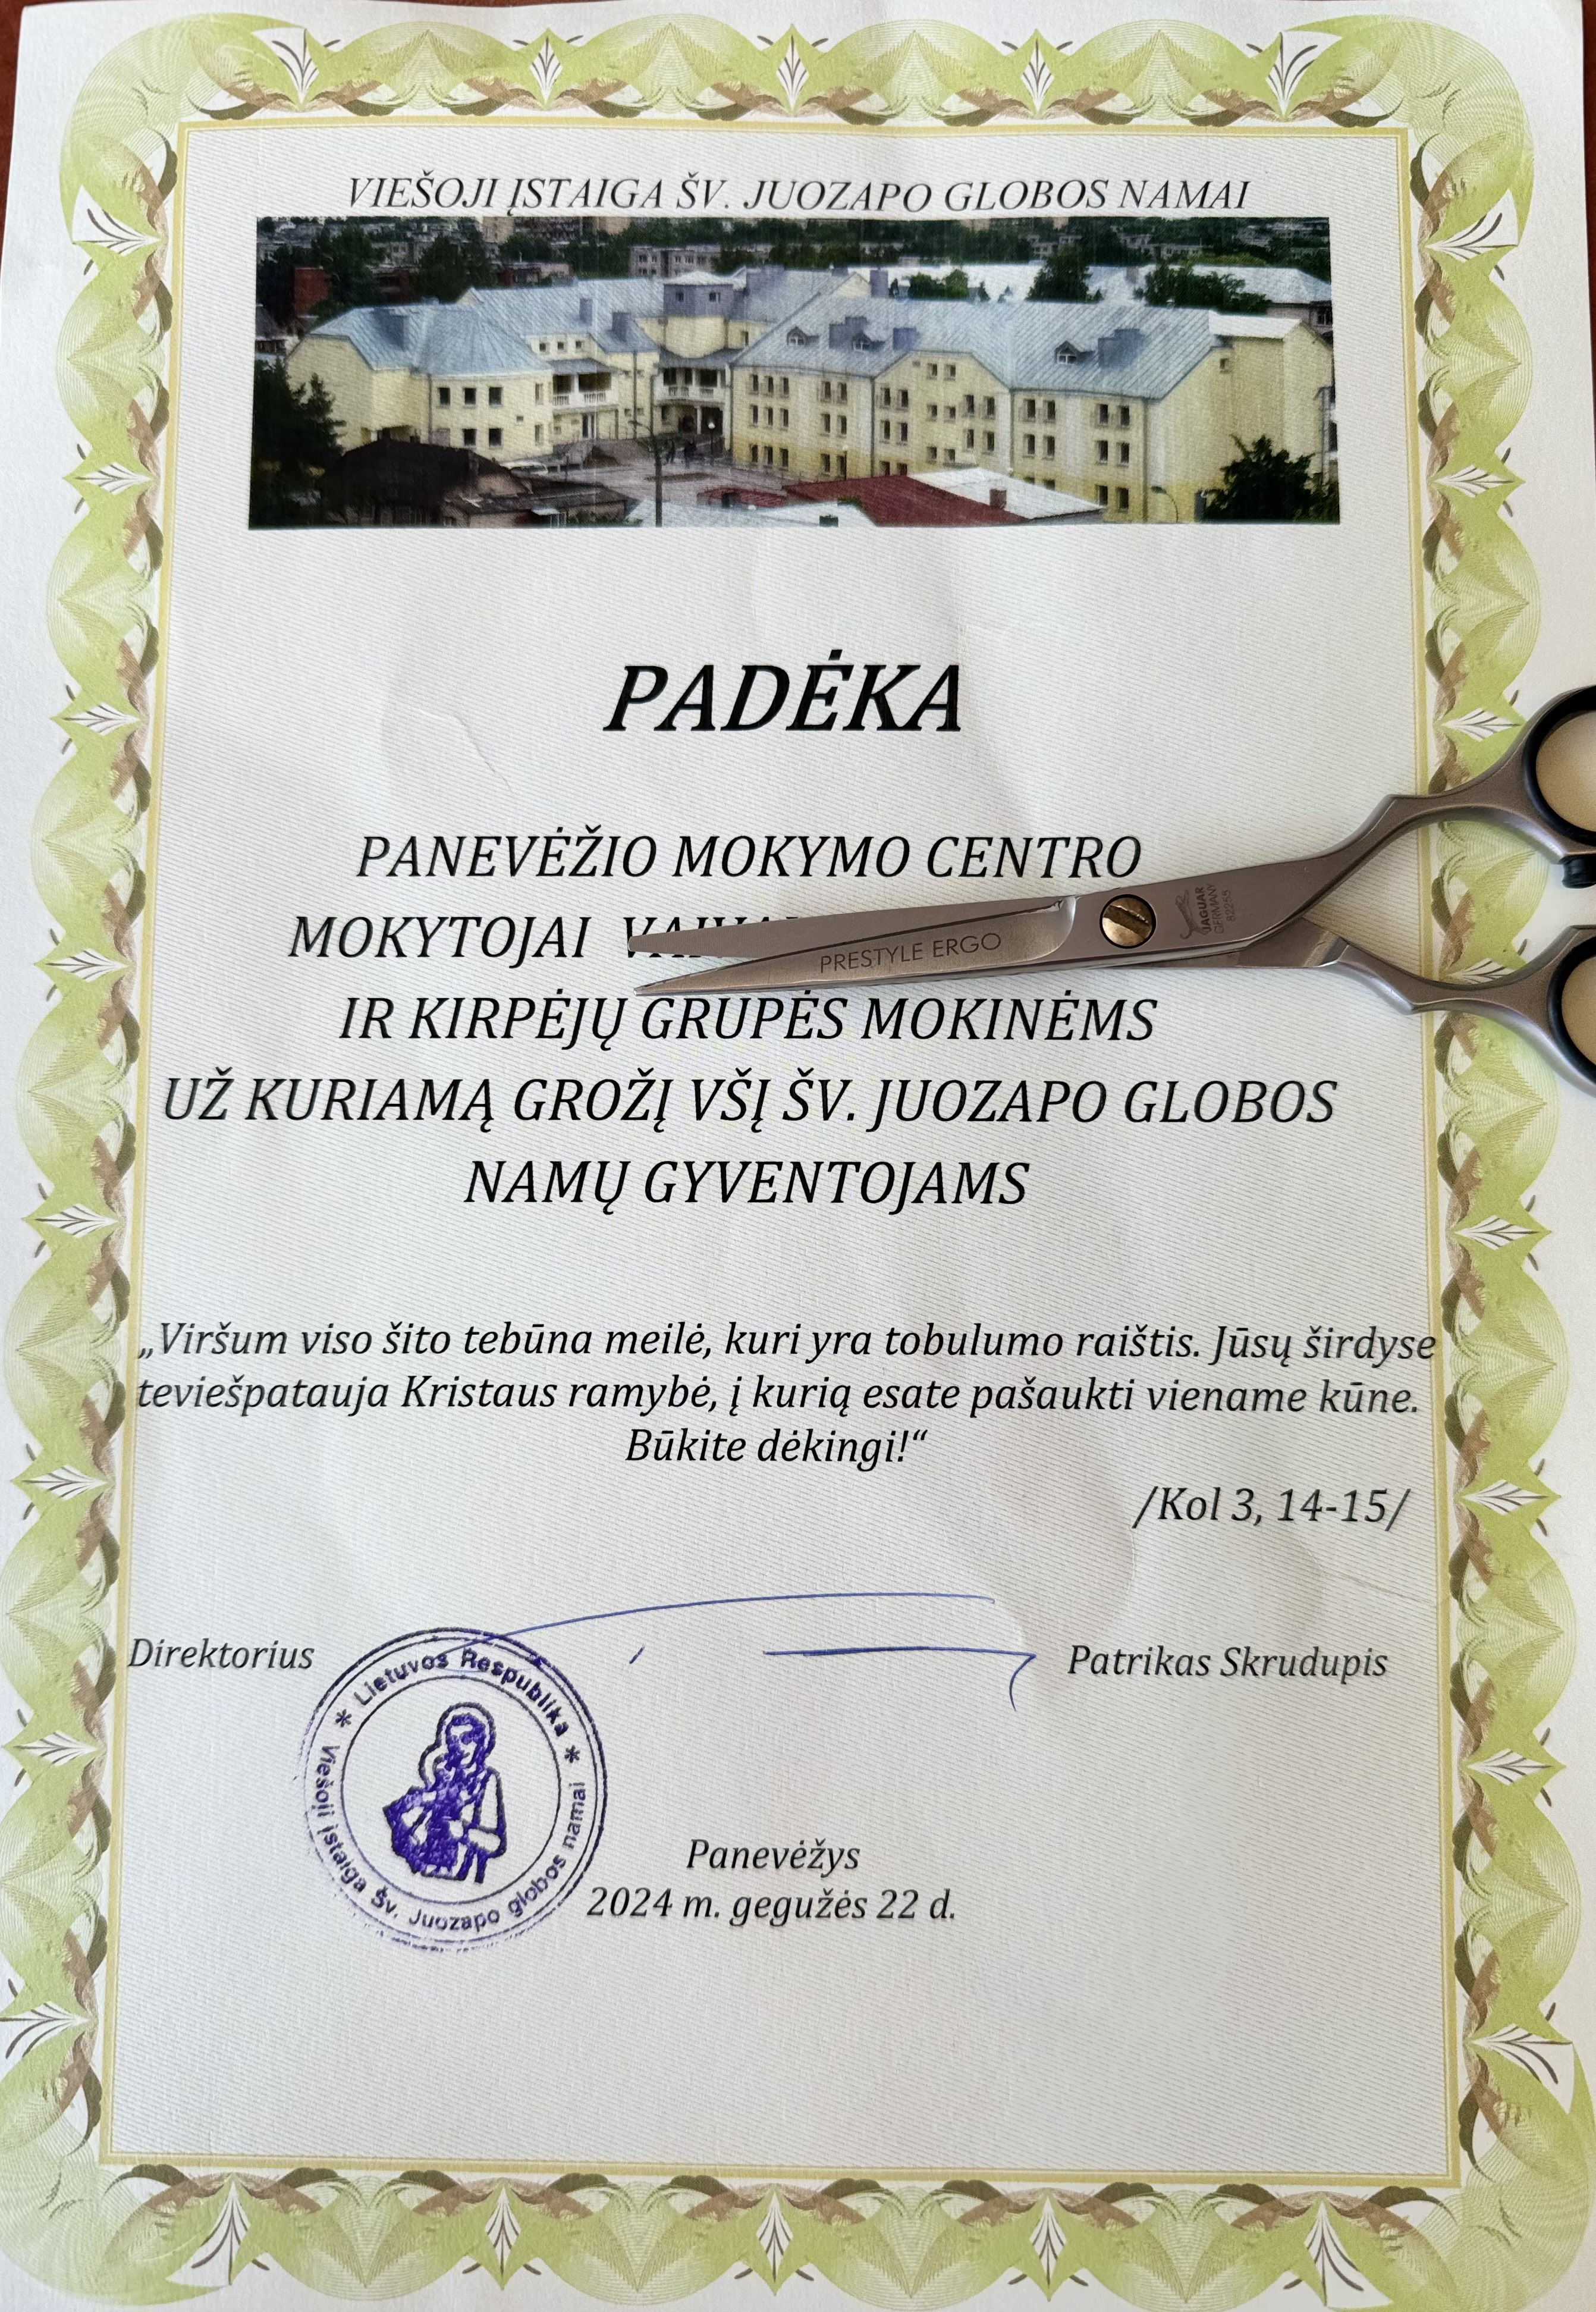 VIEŠOJI ĮSTAIGA ŠV. JUOZAPO GLOBOS NAMAI
PADĖKA
PANEVĖŽIO MOKYMO CENTRO
MOKYTOJAI
IR KIRPĖJŲ GRUPĖS MOKINĖMS
UŽ KURIAMĄ GROŽĮ VŠĮ ŠV. JUOZAPO GLOBOS
NAMŲ GYVENTOJAMS
PRESTYLE ERGO
JAGUAR
GERMANY
82255
„Viršum viso šito tebūna meilė, kuri yra tobulumo raištis. Jūsų širdyse
teviešpatauja Kristaus ramybė, į kurią esate pašaukti viename kūne.
Būkite dėkingi!“
/Kol 3, 14-15/
Direktorius
Patrikas Skrudupis
* Lietuvos Respublika *
Viešoji įstaiga Šv. Juozapo globos namai
Panevėžys
2024 m. gegužės 22 d.